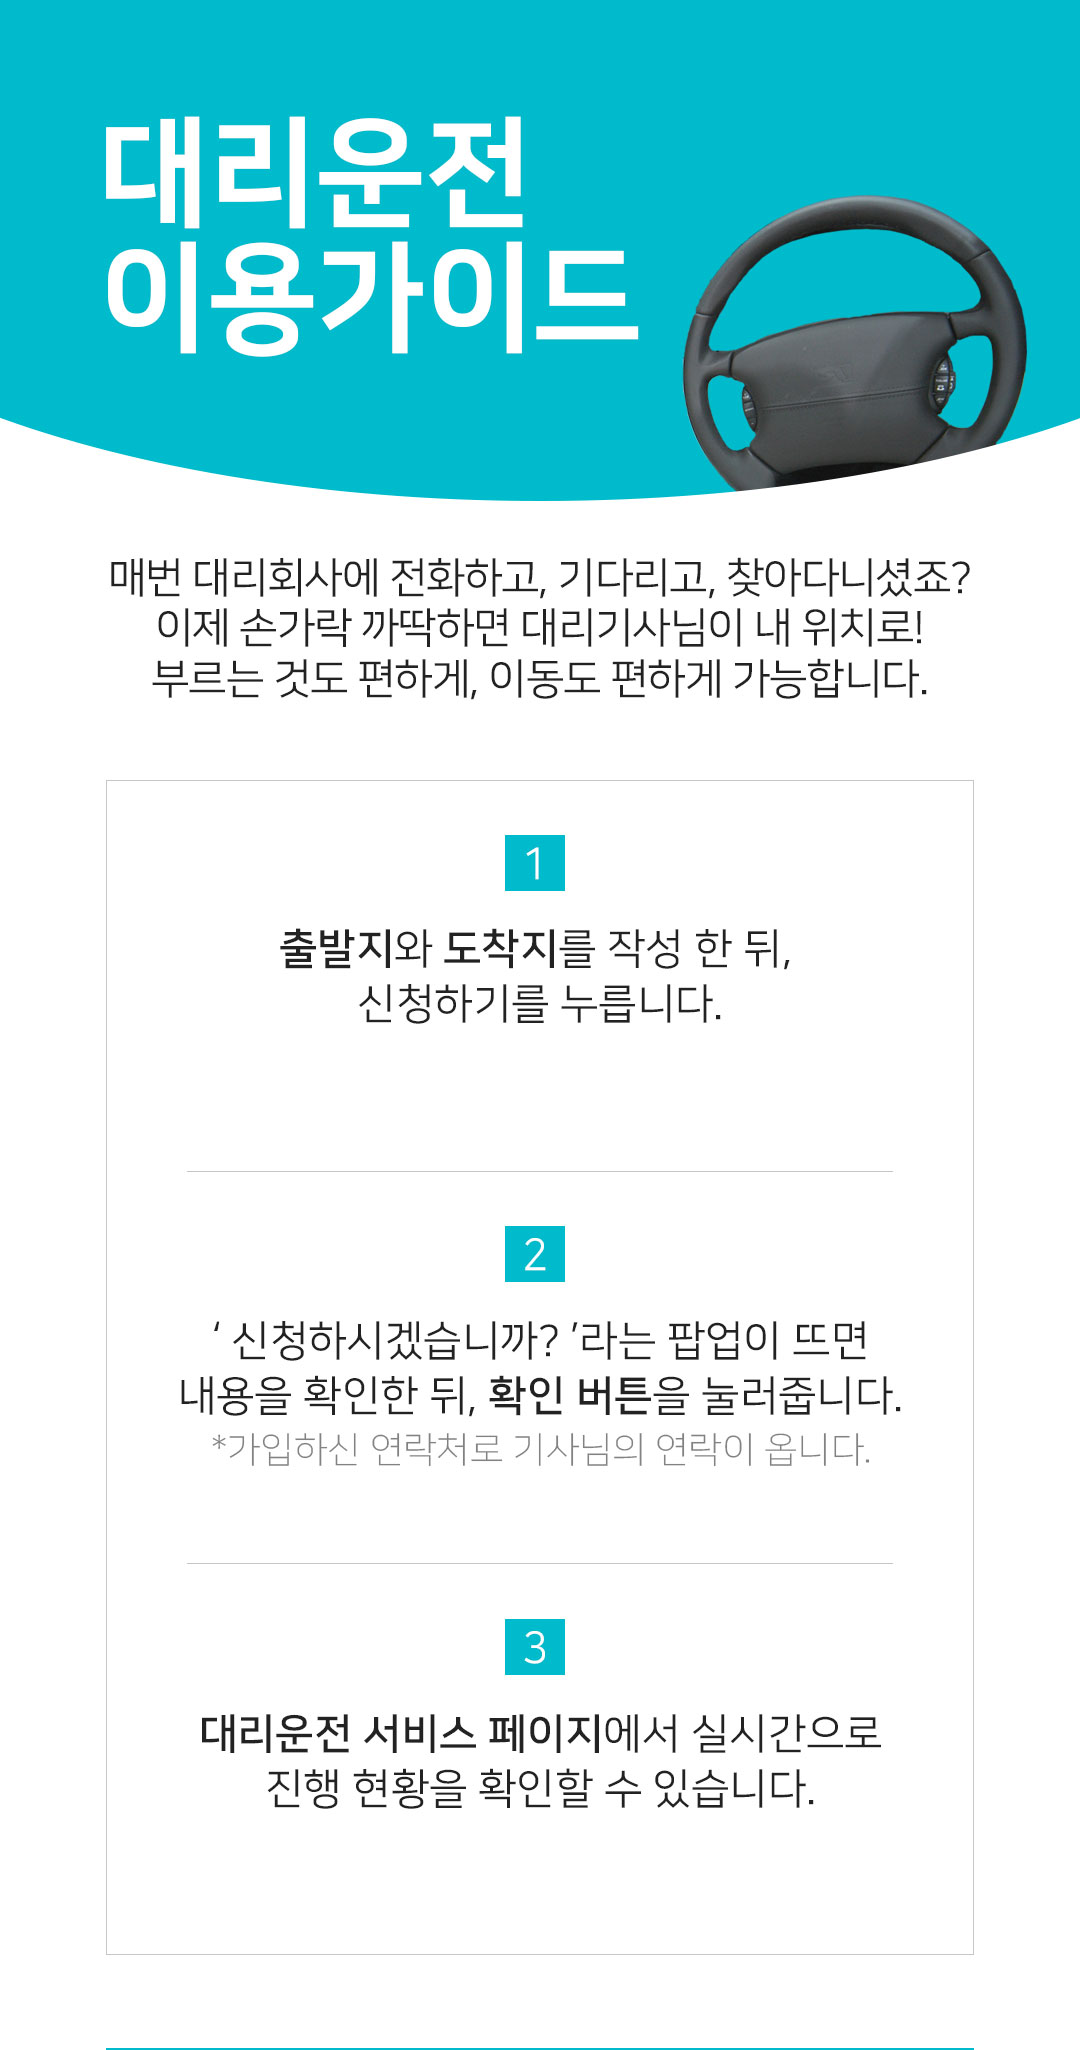 대리운전
이용가이드
매번 대리회사에 전화하고, 기다리고, 찾아다니셨죠?
이제 손가락 까딱하면 대리기사님이 내 위치로!
부르는 것도 편하게, 이동도 편하게 가능합니다.
1
출발지와 도착지를 작성 한 뒤,
신청하기를 누릅니다.
2
‘ 신청하시겠습니까? ’라는 팝업이 뜨면
내용을 확인한 뒤, 확인 버튼을 눌러줍니다.
*가입하신 연락처로 기사님의 연락이 옵니다.
3
대리운전 서비스 페이지에서 실시간으로
진행 현황을 확인할 수 있습니다.